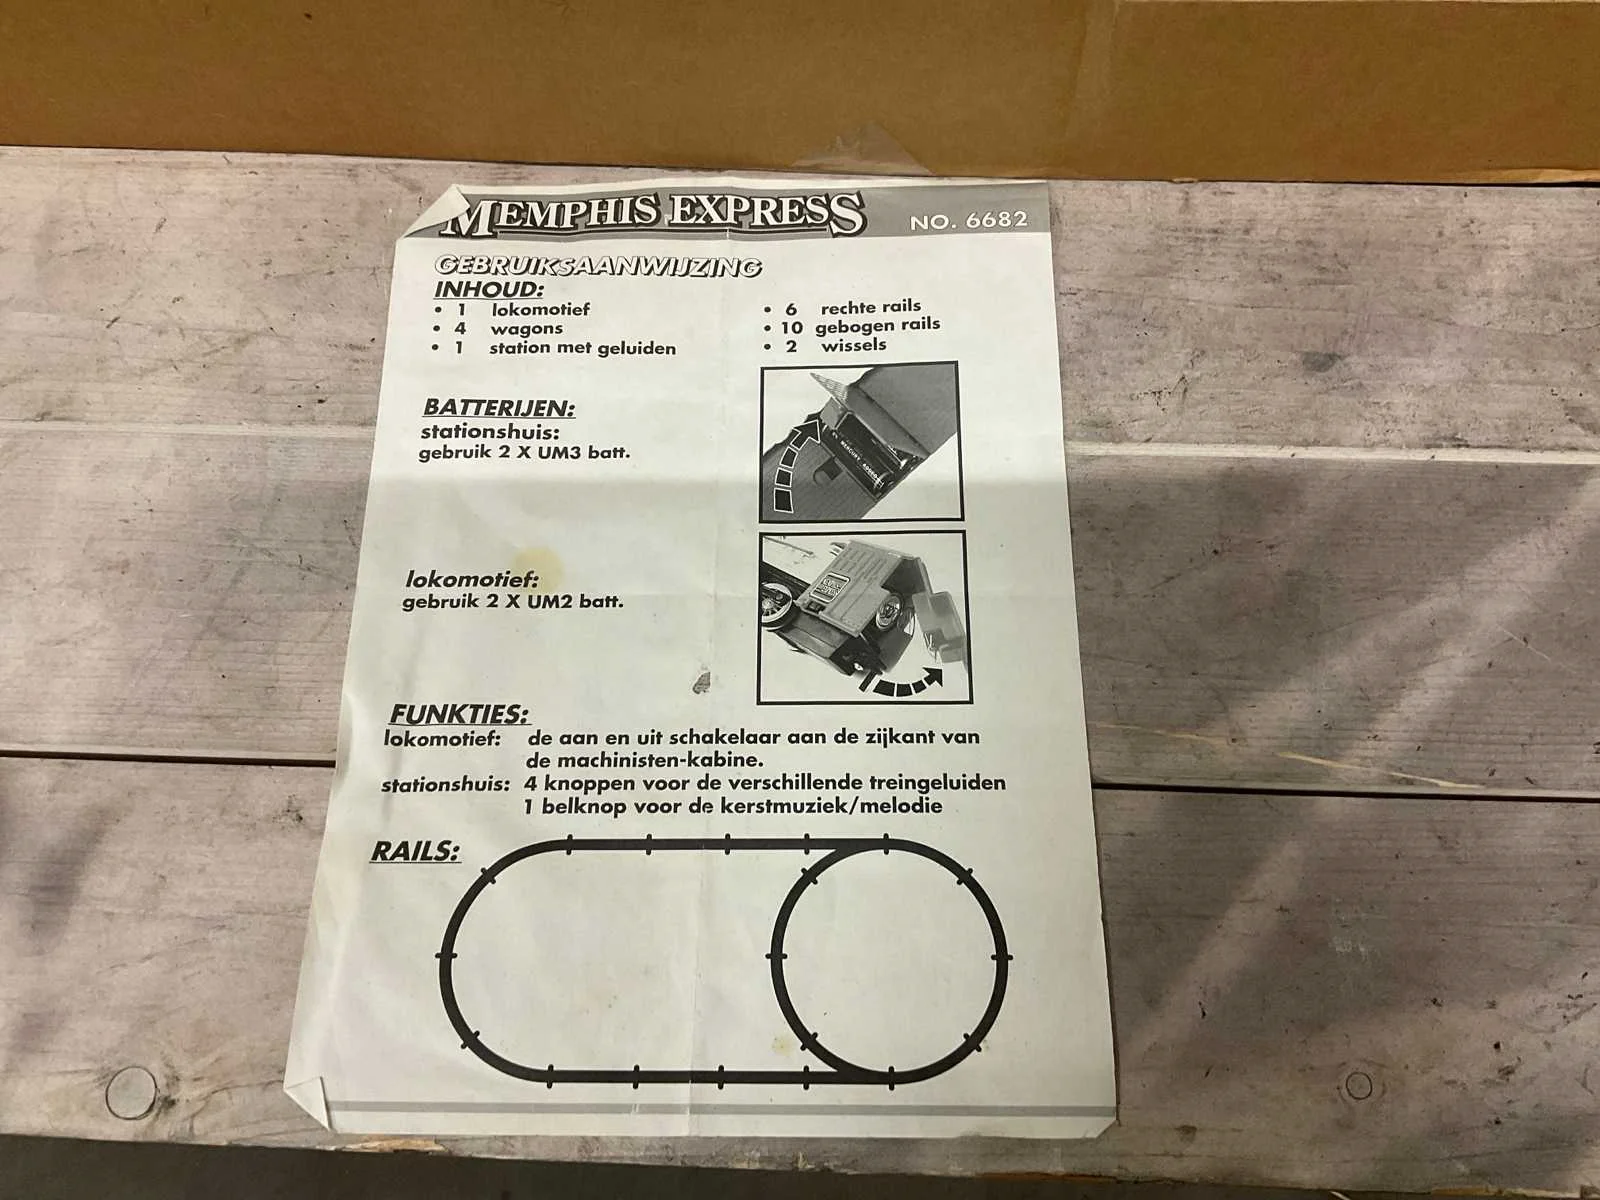 MEMPHIS EXPRESS NO. 6682
GEBRUIKSAANWIJZING
INHOUD:
• 1 lokomotief
• 4 wagons
• 1 station met geluiden
• 6 rechte rails
• 10 gebogen rails
• 2 wissels
BATTERIJEN:
stationshuis:
gebruik 2 X UM3 batt.
lokomotief:
gebruik 2 X UM2 batt.
FUNKTIES:
lokomotief: de aan en uit schakelaar aan de zijkant van
de machinisten-kabine.
stationshuis: 4 knoppen voor de verschillende treingeluiden
1 belknop voor de kerstmuziek/melodie
RAILS: